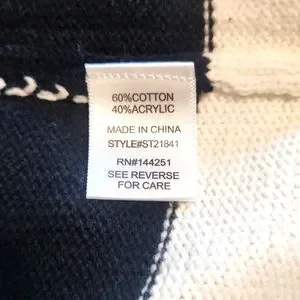 60%COTTON
40%ACRYLIC
MADE IN CHINA
STYLE#ST21841
RN#144251
SEE REVERSE
FOR CARE